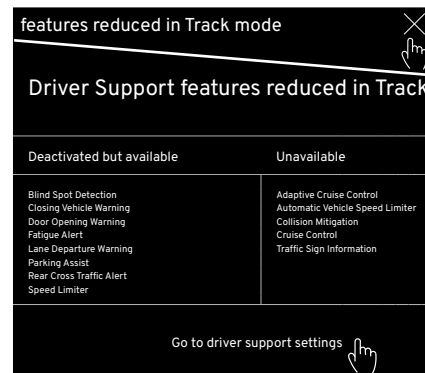 features reduced in Track mode
Driver Support features reduced in Track
Deactivated but available
Unavailable
Blind Spot Detection
Closing Vehicle Warning
Door Opening Warning
Fatigue Alert
Lane Departure Warning
Parking Assist
Rear Cross Traffic Alert
Speed Limiter
Adaptive Cruise Control
Automatic Vehicle Speed Limiter
Collision Mitigation
Cruise Control
Traffic Sign Information
Go to driver support settings